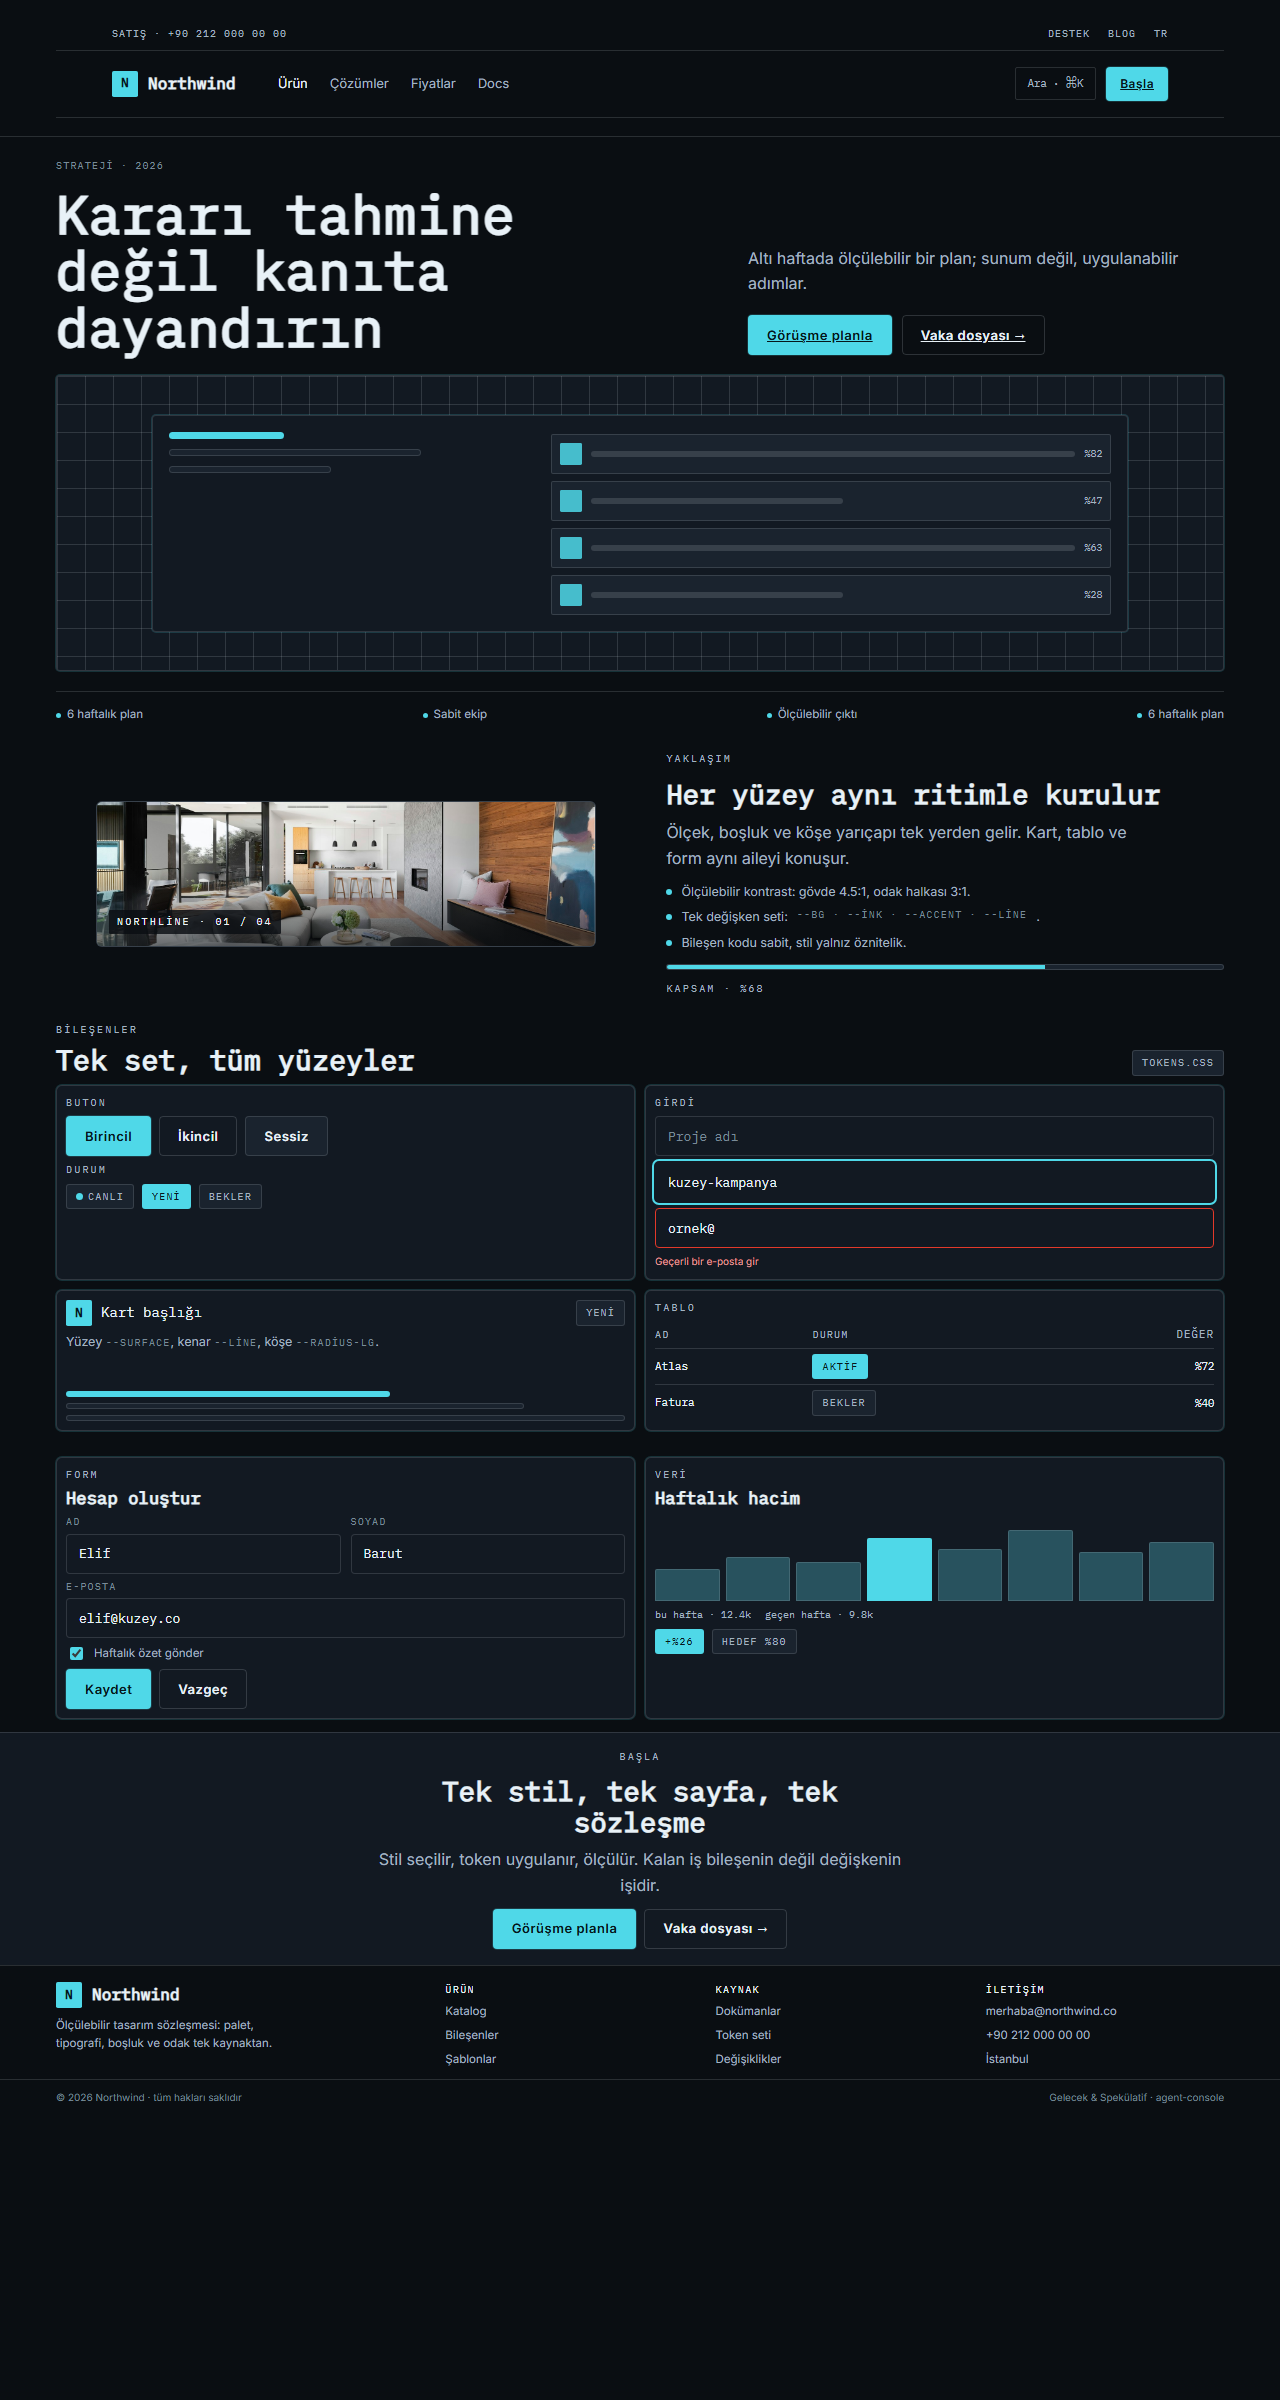 SATIŞ · +90 212 000 00 00
DESTEK BLOG TR
N Northwind Ürün Çözümler Fiyatlar Docs Ara · ⌘K Başla
STRATEJİ · 2026
Kararı tahmine
değil kanıta
dayandırın
Altı haftada ölçülebilir bir plan; sunum değil, uygulanabilir
adımlar.
Görüşme planla Vaka dosyası →
%82
%47
%63
%28
6 haftalık plan Sabit ekip Ölçülebilir çıktı 6 haftalık plan
NORTHLİNE · 01 / 04
YAKLAŞIM
Her yüzey aynı ritimle kurulur
Ölçek, boşluk ve köşe yarıçapı tek yerden gelir. Kart, tablo ve
form aynı aileyi konuşur.
Ölçülebilir kontrast: gövde 4.5:1, odak halkası 3:1.
Tek değişken seti: --BG · --İNK · --ACCENT · --LİNE .
Bileşen kodu sabit, stil yalnız öznitelik.
KAPSAM · %68
BİLEŞENLER
Tek set, tüm yüzeyler
TOKENS.CSS
BUTON
Birincil İkincil Sessiz
DURUM
CANLI YENİ BEKLER
GİRDİ
Proje adı
kuzey-kampanya
ornek@
Geçerli bir e-posta gir
N Kart başlığı YENİ
Yüzey --SURFACE, kenar --LİNE, köşe --RADİUS-LG.
TABLO
AD DURUM DEĞER
Atlas AKTİF %72
Fatura BEKLER %40
FORM
Hesap oluştur
AD SOYAD
Elif Barut
E-POSTA
elif@kuzey.co
Haftalık özet gönder
Kaydet Vazgeç
VERİ
Haftalık hacim
bu hafta · 12.4k geçen hafta · 9.8k
+%26 HEDEF %80
BAŞLA
Tek stil, tek sayfa, tek
sözleşme
Stil seçilir, token uygulanır, ölçülür. Kalan iş bileşenin değil değişkenin
işidir.
Görüşme planla Vaka dosyası →
N Northwind
Ölçülebilir tasarım sözleşmesi: palet,
tipografi, boşluk ve odak tek kaynaktan.
ÜRÜN
Katalog
Bileşenler
Şablonlar
KAYNAK
Dokümanlar
Token seti
Değişiklikler
İLETİŞİM
merhaba@northwind.co
+90 212 000 00 00
İstanbul
© 2026 Northwind · tüm hakları saklıdır
Gelecek & Spekülatif · agent-console